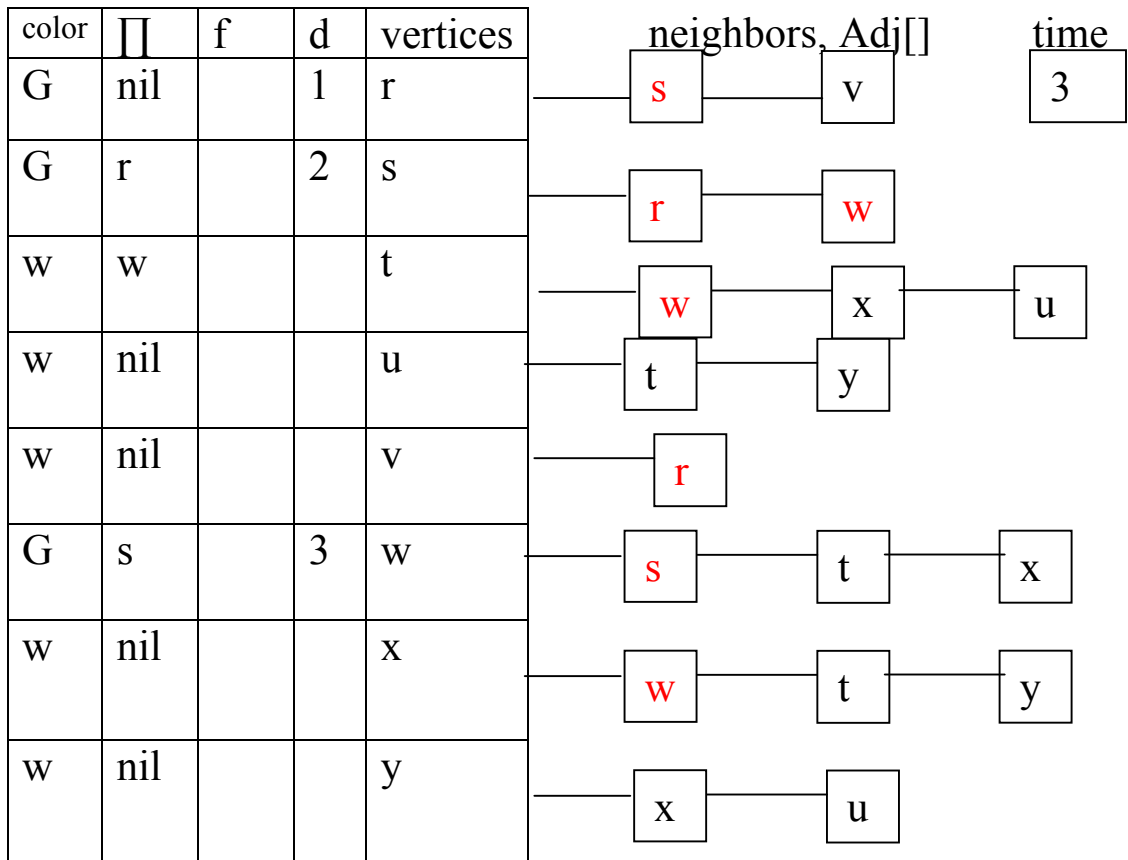 color ∏ f d vertices neighbors, Adj[] time
G nil 1 r s v 3
G r 2 s r w
w w t w x u
w nil u t y
w nil v r
G s 3 w s t x
w nil x w t y
w nil y x u